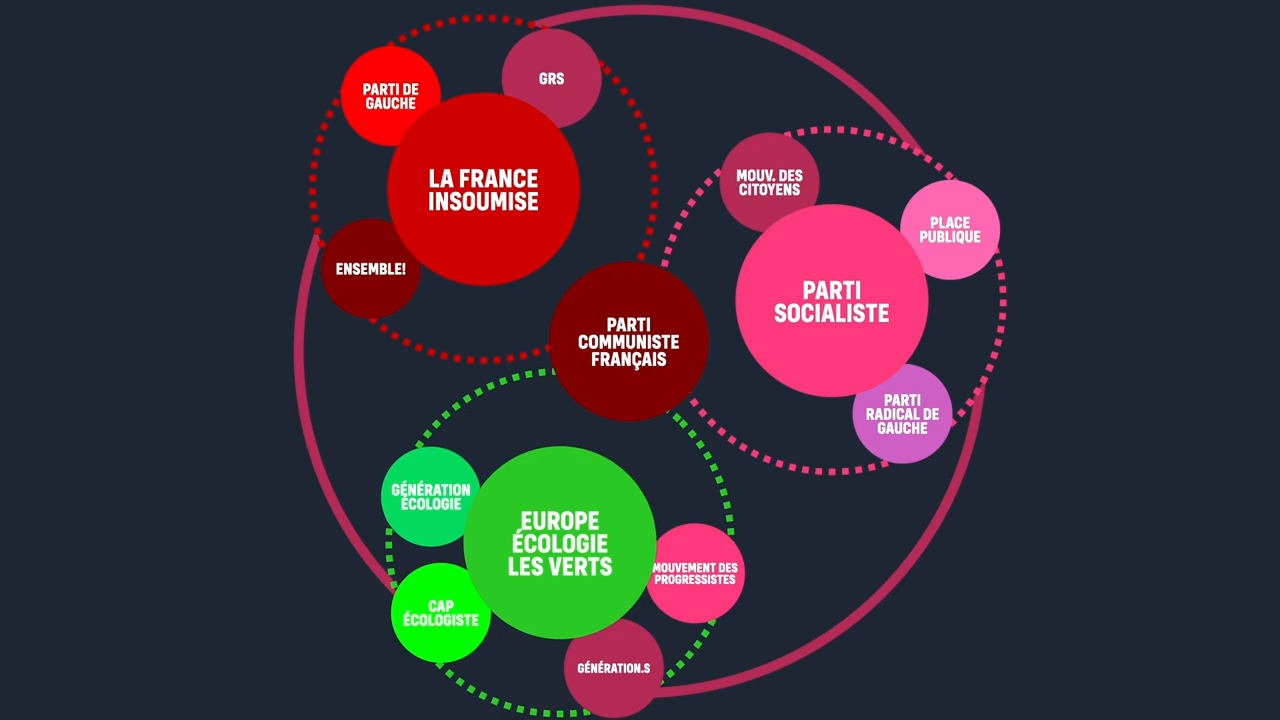 PARTI DE
GAUCHE
GRS
LA FRANCE
INSOUMISE
ENSEMBLE!
MOUV. DES
CITOYENS
PLACE
PUBLIQUE
PARTI
SOCIALISTE
PARTI
COMMUNISTE
FRANÇAIS
PARTI
RADICAL DE
GAUCHE
GÉNÉRATION
ÉCOLOGIE
EUROPE
ÉCOLOGIE
LES VERTS
MOUVEMENT DES
PROGRESSISTES
CAP
ÉCOLOGISTE
GÉNÉRATION.S